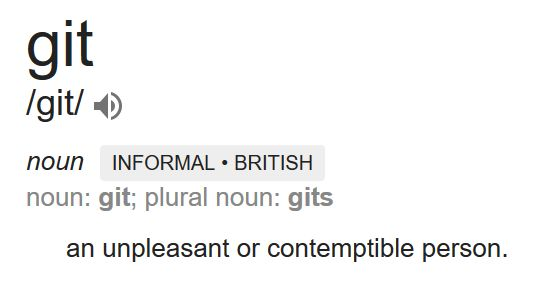 git
/git/
noun INFORMAL • BRITISH
noun: git; plural noun: gits
an unpleasant or contemptible person.